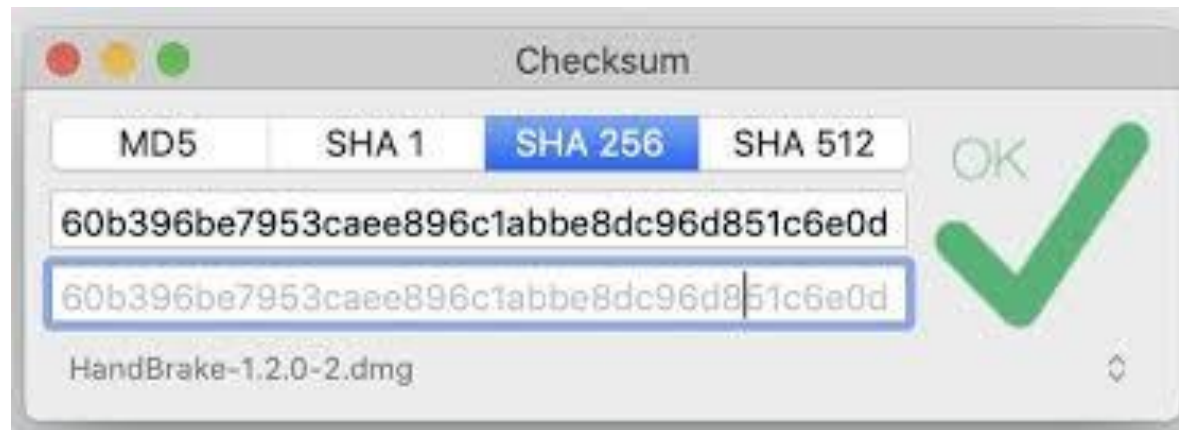 Checksum
MD5 SHA 1 SHA 256 SHA 512
OK
60b396be7953caee896c1abbe8dc96d851c6e0d
60b396be7953caee896c1abbe8dc96d851c6e0d
HandBrake-1.2.0-2.dmg